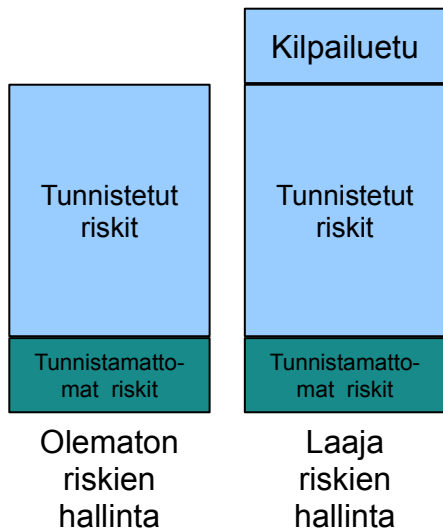 Kilpailuetu
Tunnistetut
riskit
Tunnistetut
riskit
Tunnistamatto-
mat riskit
Tunnistamatto-
mat riskit
Olematon
riskien
hallinta
Laaja
riskien
hallinta